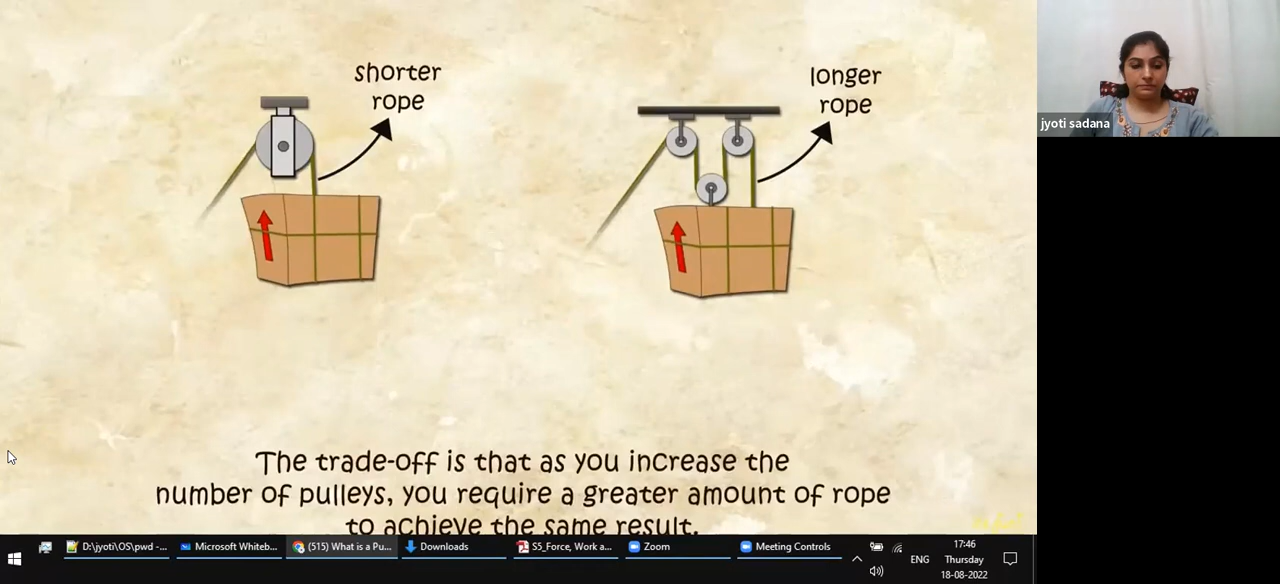 shorter
rope
longer
rope
jyoti sadana
The trade-off is that as you increase the
number of pulleys, you require a greater amount of rope
to achieve the same result.
D:\jyoti\OS\pwd -...
Microsoft Whiteb...
(515) What is a Pu...
Downloads
S5_Force, Work a...
Zoom
Meeting Controls
ENG
17:46
Thursday
18-08-2022